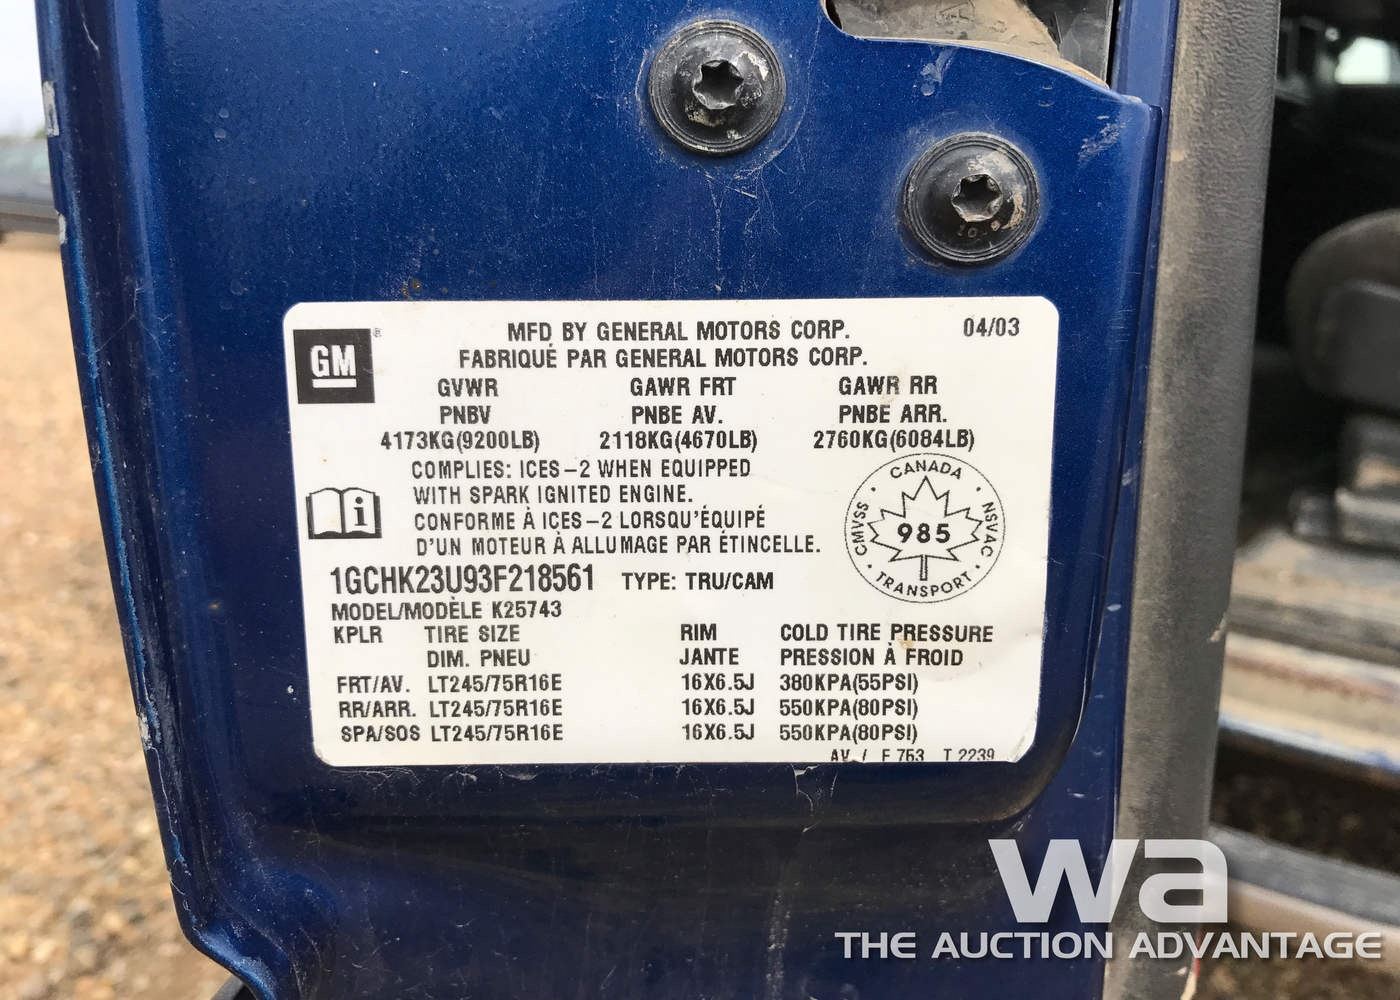 MFD BY GENERAL MOTORS CORP. 04/03
FABRIQUÉ PAR GENERAL MOTORS CORP.
GM
GVWR GAWR FRT GAWR RR
PNBV PNBE AV. PNBE ARR.
4173KG(9200LB) 2118KG(4670LB) 2760KG(6084LB)
COMPLIES: ICES-2 WHEN EQUIPPED
WITH SPARK IGNITED ENGINE.
CONFORME À ICES-2 LORSQU'ÉQUIPÉ
D'UN MOTEUR À ALLUMAGE PAR ÉTINCELLE.
CANADA
CMVSS
985
NSVAC
TRANSPORT
1GCHK23U93F218561 TYPE: TRU/CAM
MODEL/MODÈLE K25743
KPLR TIRE SIZE RIM COLD TIRE PRESSURE
DIM. PNEU JANTE PRESSION À FROID
FRT/AV. LT245/75R16E 16X6.5J 380KPA(55PSI)
RR/ARR. LT245/75R16E 16X6.5J 550KPA(80PSI)
SPA/SOS LT245/75R16E 16X6.5J 550KPA(80PSI)
AV / F 763 T 2239
wa
THE AUCTION ADVANTAGE